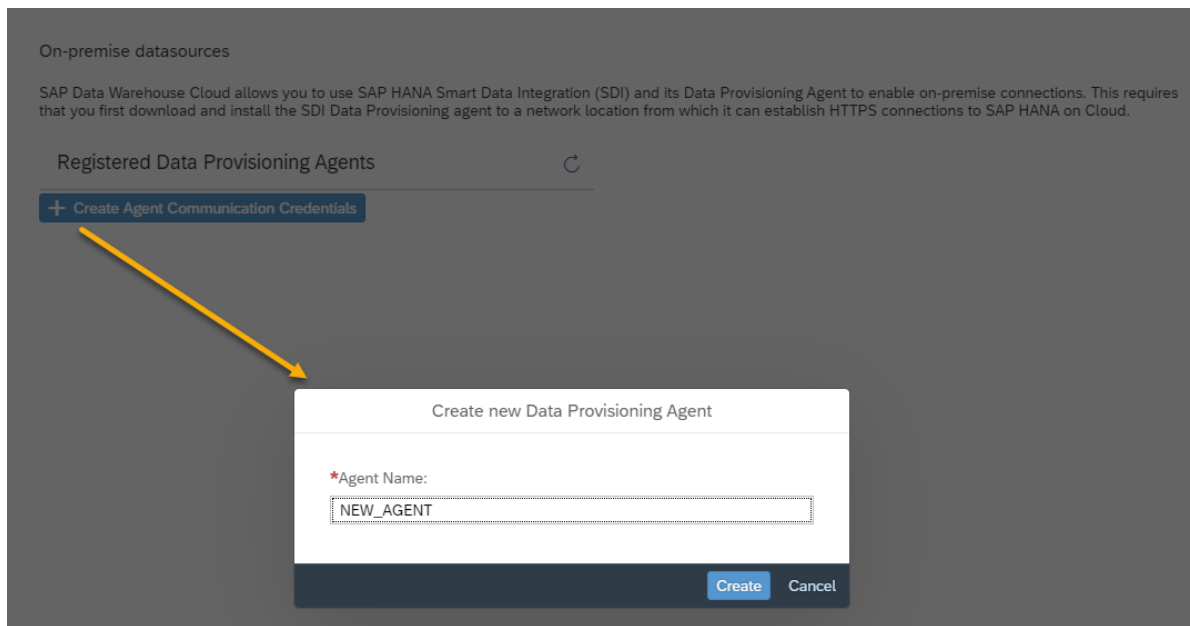 On-premise datasources
SAP Data Warehouse Cloud allows you to use SAP HANA Smart Data Integration (SDI) and its Data Provisioning Agent to enable on-premise connections. This requires
that you first download and install the SDI Data Provisioning agent to a network location from which it can establish HTTPS connections to SAP HANA on Cloud.
Registered Data Provisioning Agents
Create Agent Communication Credentials
Create new Data Provisioning Agent
*Agent Name:
NEW_AGENT
Create Cancel